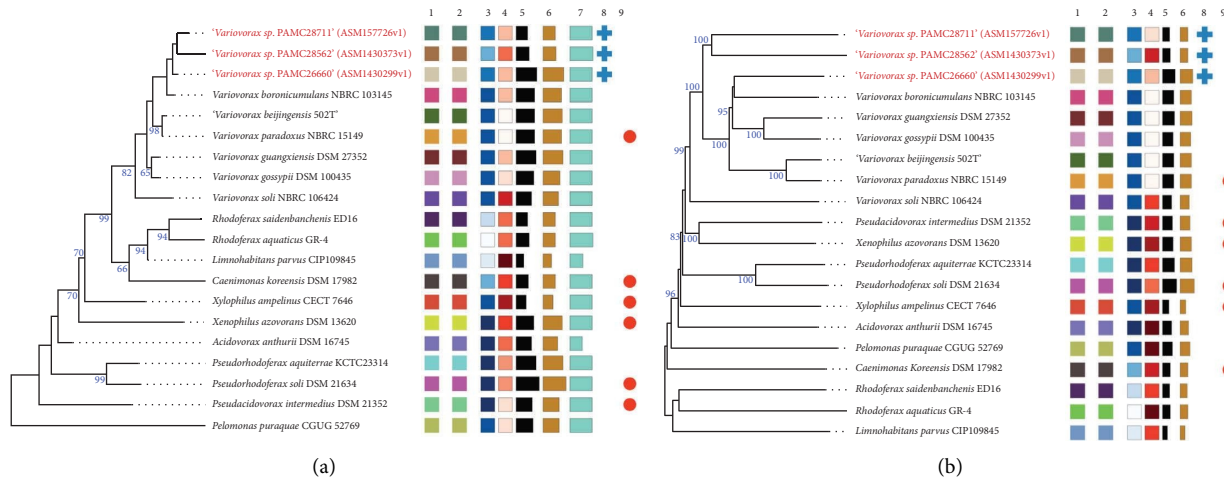 1 2 3 4 5 6 7 8 9
'Variovorax sp. PAMC28711' (ASM157726v1)
'Variovorax sp. PAMC28562' (ASM1430373v1)
'Variovorax sp. PAMC26660' (ASM1430299v1)
Variovorax boronicumulans NBRC 103145
'Variovorax beijingensis 502T'
98
Variovorax paradoxus NBRC 15149
Variovorax guangxiensis DSM 27352
82 65
Variovorax gossypii DSM 100435
Variovorax soli NBRC 106424
99
Rhodoferax saidenbanchenis ED16
Rhodoferax aquaticus GR-4
70 94 94
Limnohabitans parvus CIP109845
66
Caenimonas koreensis DSM 17982
70
Xylophilus ampelinus CECT 7646
Xenophilus azovorans DSM 13620
Acidovorax anthurii DSM 16745
Pseudorhodoferax aquiterrae KCTC23314
99
Pseudorhodoferax soli DSM 21634
Pseudacidovorax intermedius DSM 21352
Pelomonas puraquae CGUG 52769
(a)
1 2 3 4 5 6 7 8 9
'Variovorax sp. PAMC28711' (ASM157726v1)
100
'Variovorax sp. PAMC28562' (ASM1430373v1)
'Variovorax sp. PAMC26660' (ASM1430299v1)
100
Variovorax boronicumulans NBRC 103145
95
Variovorax guangxiensis DSM 27352
100
Variovorax gossypii DSM 100435
99 100
'Variovorax beijingensis 502T'
100
Variovorax paradoxus NBRC 15149
Variovorax soli NBRC 106424
Pseudacidovorax intermedius DSM 21352
83 100
Xenophilus azovorans DSM 13620
Pseudorhodoferax aquiterrae KCTC23314
100
Pseudorhodoferax soli DSM 21634
96
Xylophilus ampelinus CECT 7646
Acidovorax anthurii DSM 16745
Pelomonas puraquae CGUG 52769
Caenimonas Koreensis DSM 17982
Rhodoferax saidenbanchenis ED16
Rhodoferax aquaticus GR-4
Limnohabitans parvus CIP109845
(b)